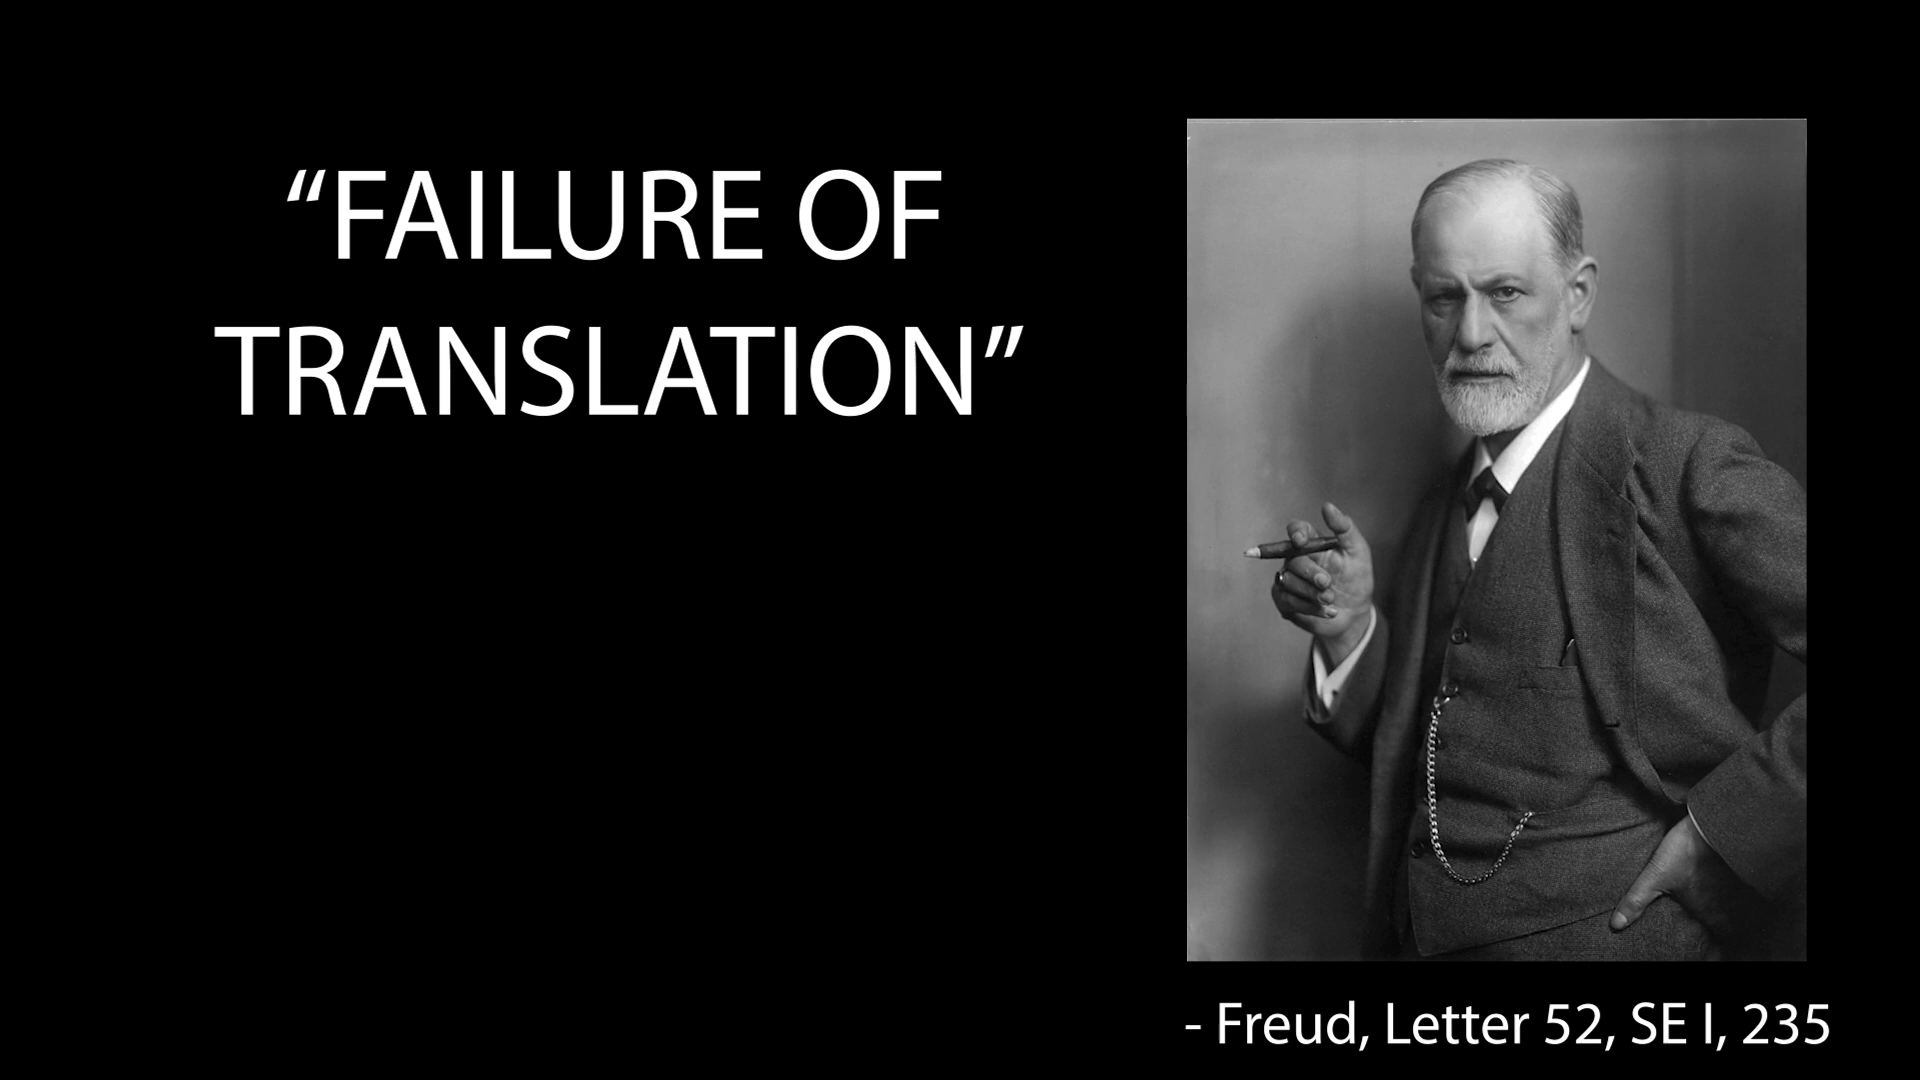 “FAILURE OF
TRANSLATION”
- Freud, Letter 52, SE I, 235